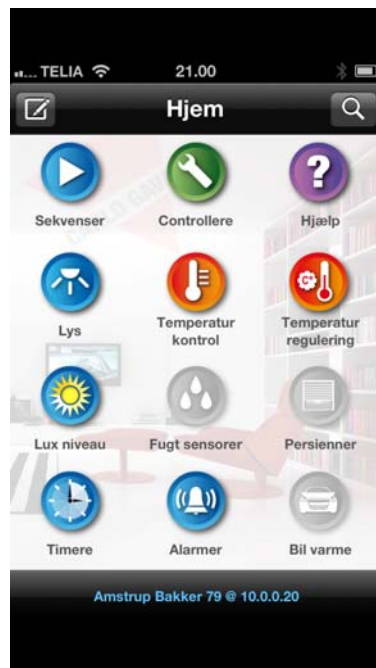 ... TELIA 21.00
Hjem
Sekvenser Controllere Hjælp
Lys Temperatur kontrol Temperatur regulering
Lux niveau Fugt sensorer Persienner
Timere Alarmer Bil varme
Amstrup Bakker 79 @ 10.0.0.20